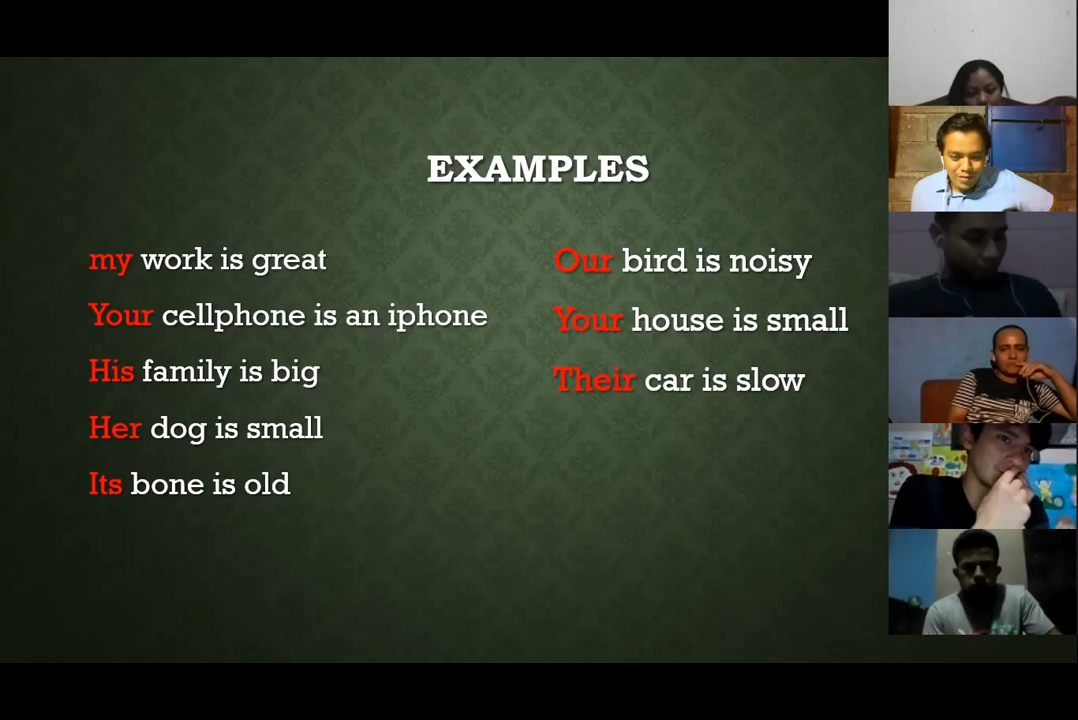 EXAMPLES
my work is great
Your cellphone is an iphone
His family is big
Her dog is small
Its bone is old
Our bird is noisy
Your house is small
Their car is slow